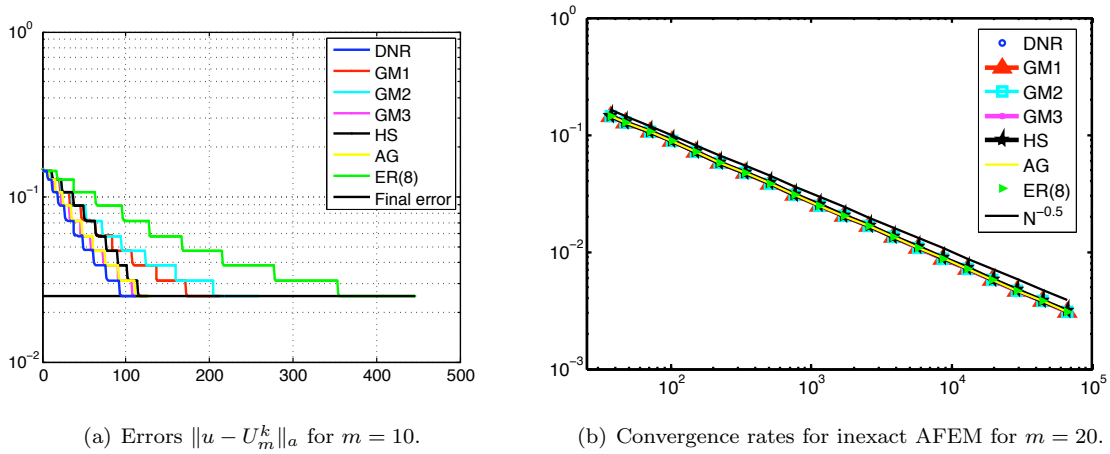 10^0
10^-1
10^-2
0 100 200 300 400 500
DNR
GM1
GM2
GM3
HS
AG
ER(8)
Final error
(a) Errors ‖u − U_m^k‖_a for m = 10.
10^0
10^-1
10^-2
10^-3
10^2 10^3 10^4 10^5
DNR
GM1
GM2
GM3
HS
AG
ER(8)
N^-0.5
(b) Convergence rates for inexact AFEM for m = 20.